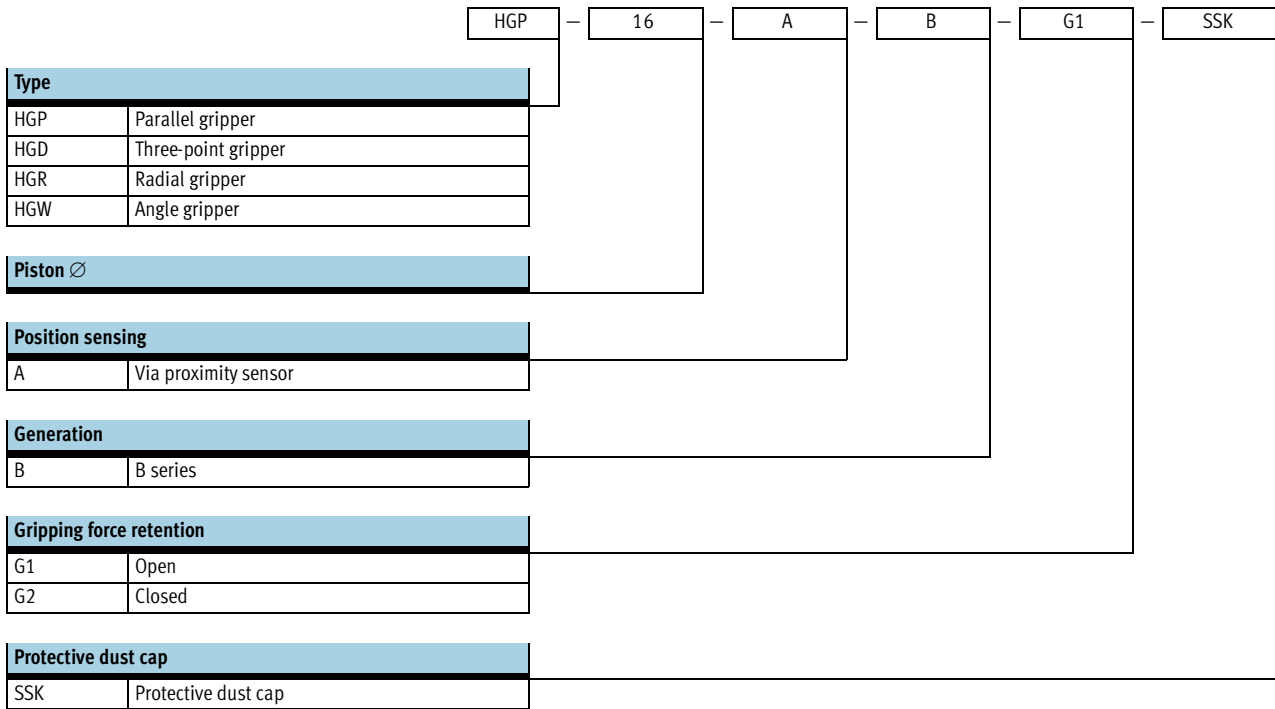 HGP — 16 — A — B — G1 — SSK
Type
HGP Parallel gripper
HGD Three-point gripper
HGR Radial gripper
HGW Angle gripper
Piston ∅
Position sensing
A Via proximity sensor
Generation
B B series
Gripping force retention
G1 Open
G2 Closed
Protective dust cap
SSK Protective dust cap